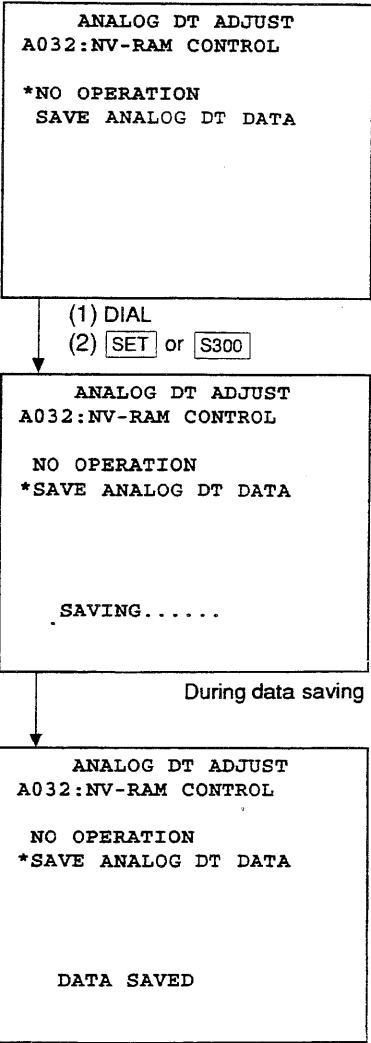 ANALOG DT ADJUST
A032:NV-RAM CONTROL
*NO OPERATION
SAVE ANALOG DT DATA
(1) DIAL
(2) SET or S300
ANALOG DT ADJUST
A032:NV-RAM CONTROL
NO OPERATION
*SAVE ANALOG DT DATA
SAVING......
During data saving
ANALOG DT ADJUST
A032:NV-RAM CONTROL
NO OPERATION
*SAVE ANALOG DT DATA
DATA SAVED